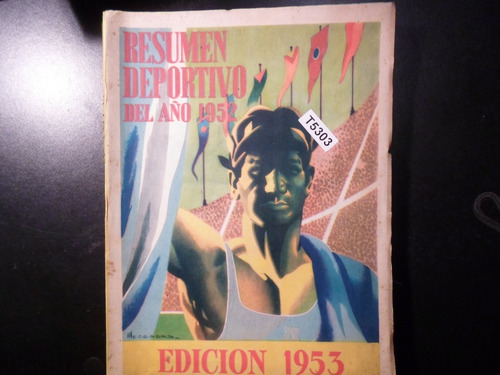 RESUMEN
DEPORTIVO
DEL AÑO 1952
T5303
EDICION 1953